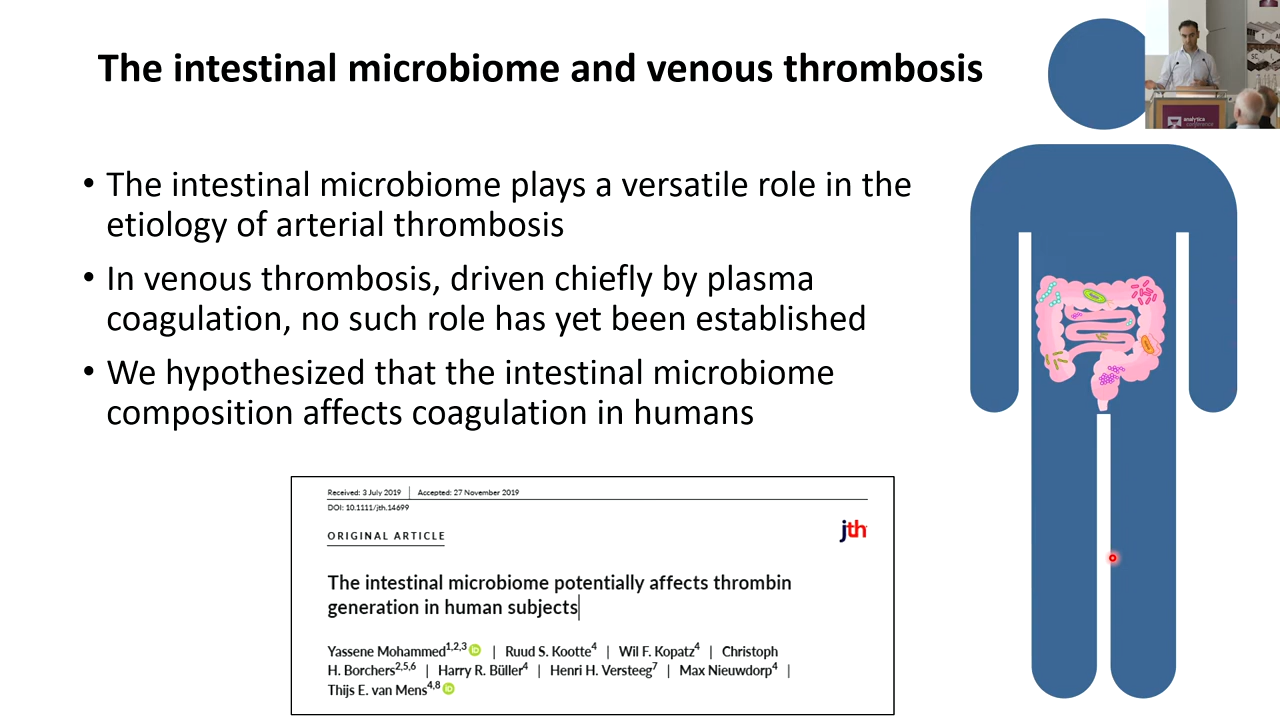 The intestinal microbiome and venous thrombosis
• The intestinal microbiome plays a versatile role in the
etiology of arterial thrombosis
• In venous thrombosis, driven chiefly by plasma
coagulation, no such role has yet been established
• We hypothesized that the intestinal microbiome
composition affects coagulation in humans
Received: 3 July 2019 | Accepted: 27 November 2019
DOI: 10.1111/jth.14699
ORIGINAL ARTICLE
jth
The intestinal microbiome potentially affects thrombin
generation in human subjects
Yassene Mohammed1,2,3 iD | Ruud S. Kootte4 | Wil F. Kopatz4 | Christoph
H. Borchers2,5,6 | Harry R. Büller4 | Henri H. Versteeg7 | Max Nieuwdorp4 |
Thijs E. van Mens4,8 iD
analytica
conference